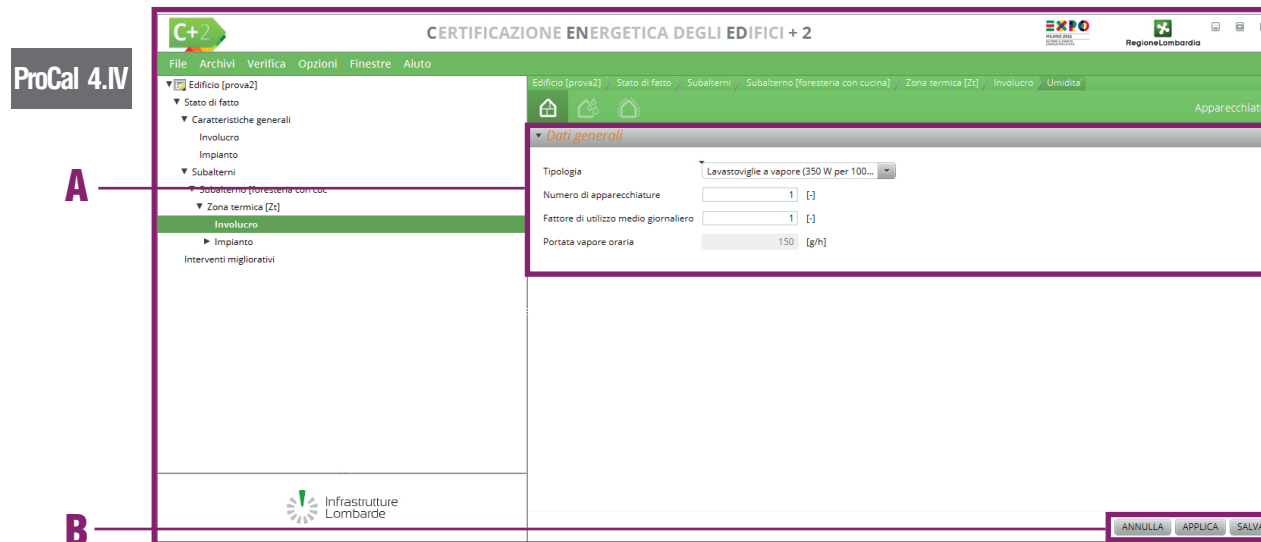 C+2
CERTIFICAZIONE ENERGETICA DEGLI EDIFICI + 2
EXPO
MILANO 2015
RegioneLombardia
ProCal 4.IV
File Archivi Verifica Opzioni Finestre Aiuto
Edificio [prova2]
Stato di fatto
Caratteristiche generali
Involucro
Impianto
Subalterni
Subalterno [foresteria con cuc
Zona termica [Zt]
Involucro
Impianto
Interventi migliorativi
Edificio [prova2] / Stato di fatto / Subalterni / Subalterno [foresteria con cucina] / Zona termica [Zt] / Involucro / Umidita'
Apparecchiat
Dati generali
Tipologia Lavastoviglie a vapore (350 W per 100...
Numero di apparecchiature 1 [-]
Fattore di utilizzo medio giornaliero 1 [-]
Portata vapore oraria 150 [g/h]
A
Infrastrutture
Lombarde
B
ANNULLA APPLICA SALVA